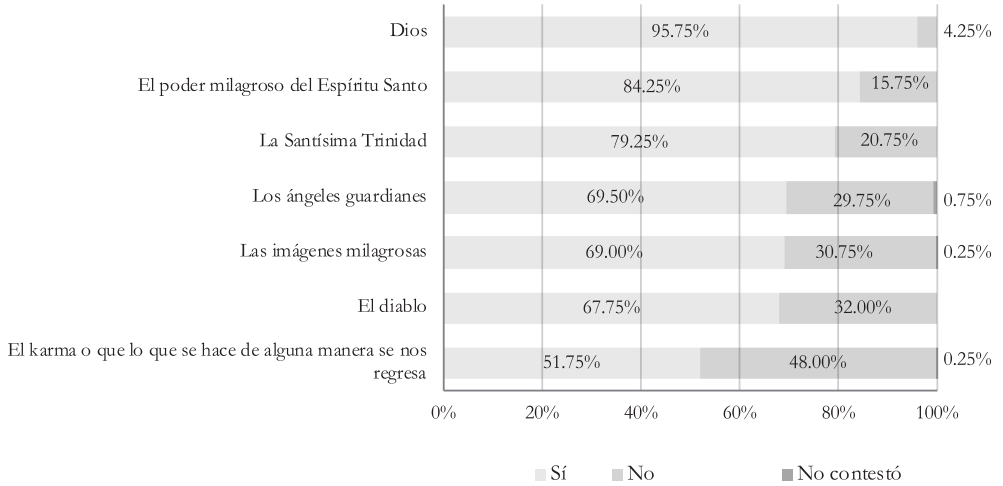 Dios 95.75% 4.25%
El poder milagroso del Espíritu Santo 84.25% 15.75%
La Santísima Trinidad 79.25% 20.75%
Los ángeles guardianes 69.50% 29.75% 0.75%
Las imágenes milagrosas 69.00% 30.75% 0.25%
El diablo 67.75% 32.00%
El karma o que lo que se hace de alguna manera se nos
regresa 51.75% 48.00% 0.25%
0% 20% 40% 60% 80% 100%
Sí No No contestó